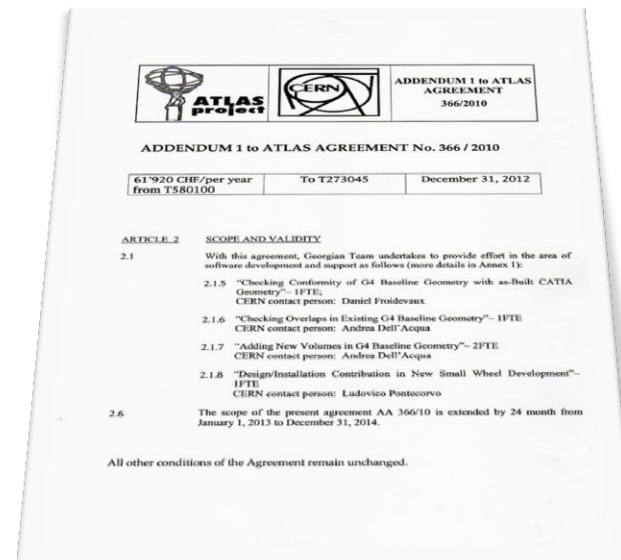 ATLAS
project
CERN
ADDENDUM 1 to ATLAS
AGREEMENT
366/2010
ADDENDUM 1 to ATLAS AGREEMENT No. 366 / 2010
61'920 CHF/per year
from T580100
To T273045
December 31, 2012
ARTICLE 2 SCOPE AND VALIDITY
2.1 With this agreement, Georgian Team undertakes to provide effort in the area of
software development and support as follows (more details in Annex 1):
2.1.5 "Checking Conformity of G4 Baseline Geometry with as-Built CATIA
Geometry"– 1FTE;
CERN contact person: Daniel Froidevaux
2.1.6 "Checking Overlaps in Existing G4 Baseline Geometry"– 1FTE
CERN contact person: Andrea Dell'Acqua
2.1.7 "Adding New Volumes in G4 Baseline Geometry"– 2FTE
CERN contact person: Andrea Dell'Acqua
2.1.8 "Design/Installation Contribution in New Small Wheel Development"–
1FTE
CERN contact person: Ludovico Pontecorvo
2.6 The scope of the present agreement AA 366/10 is extended by 24 month from
January 1, 2013 to December 31, 2014.
All other conditions of the Agreement remain unchanged.